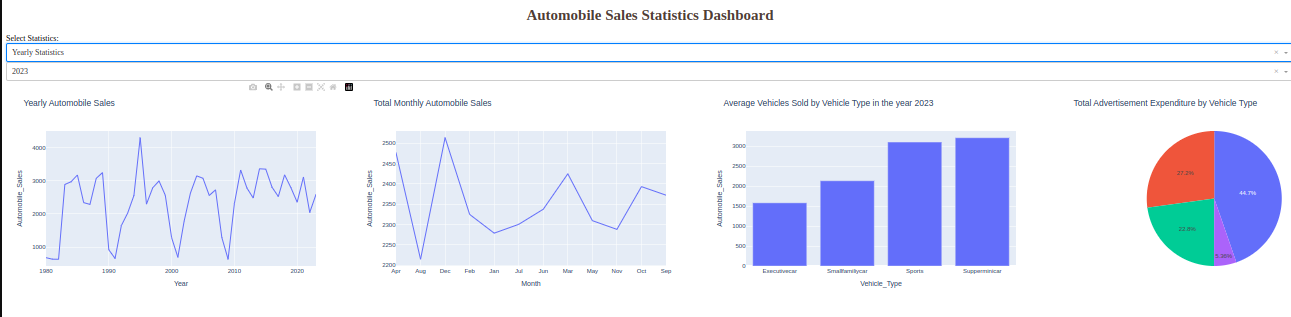 Automobile Sales Statistics Dashboard
Select Statistics:
Yearly Statistics
2023
Yearly Automobile Sales
Automobile_Sales
4000
3000
2000
1000
1980
1990
2000
2010
2020
Year
Total Monthly Automobile Sales
Automobile_Sales
2500
2450
2400
2350
2300
2250
2200
Apr
Aug
Dec
Feb
Jan
Jul
Jun
Mar
May
Nov
Oct
Sep
Month
Average Vehicles Sold by Vehicle Type in the year 2023
Automobile_Sales
3000
2500
2000
1500
1000
500
0
Executivecar
Smallfamiliycar
Sports
Supperminicar
Vehicle_Type
Total Advertisement Expenditure by Vehicle Type
27.2%
44.7%
22.8%